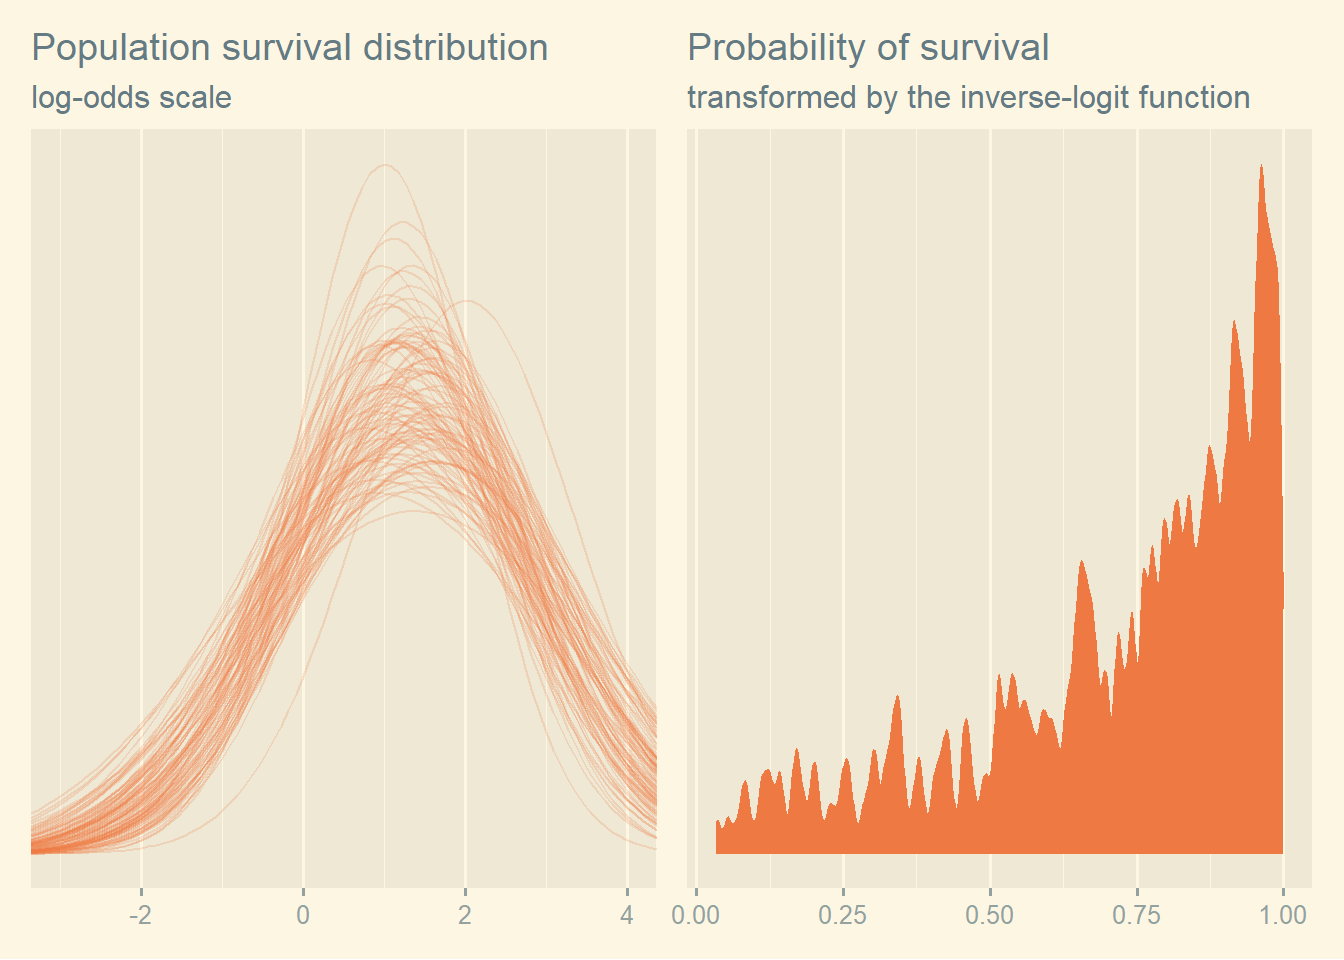 Population survival distribution
log-odds scale
-2 0 2 4
Probability of survival
transformed by the inverse-logit function
0.00 0.25 0.50 0.75 1.00